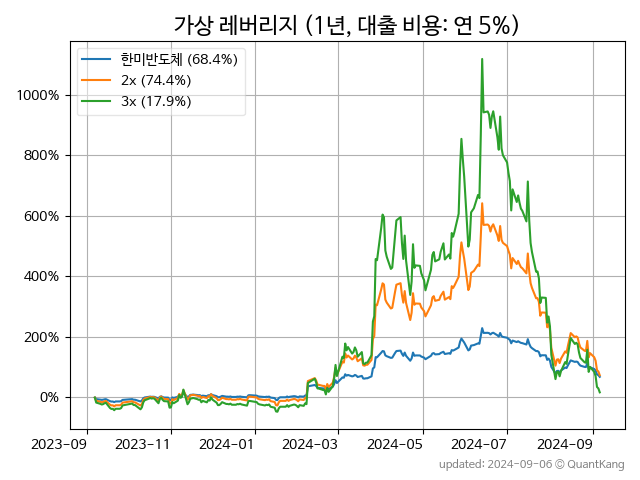 가상 레버리지 (1년, 대출 비용: 연 5%)
한미반도체 (68.4%)
2x (74.4%)
3x (17.9%)
1000%
800%
600%
400%
200%
0%
2023-09
2023-11
2024-01
2024-03
2024-05
2024-07
2024-09
updated: 2024-09-06 © QuantKang